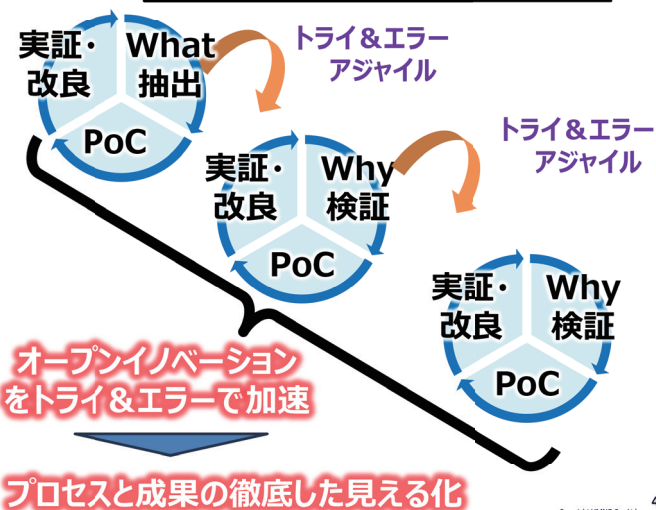 実証・
改良
What
抽出
PoC
トライ＆エラー
アジャイル
実証・
改良
Why
検証
PoC
トライ＆エラー
アジャイル
実証・
改良
Why
検証
PoC
オープンイノベーション
をトライ＆エラーで加速
プロセスと成果の徹底した見える化